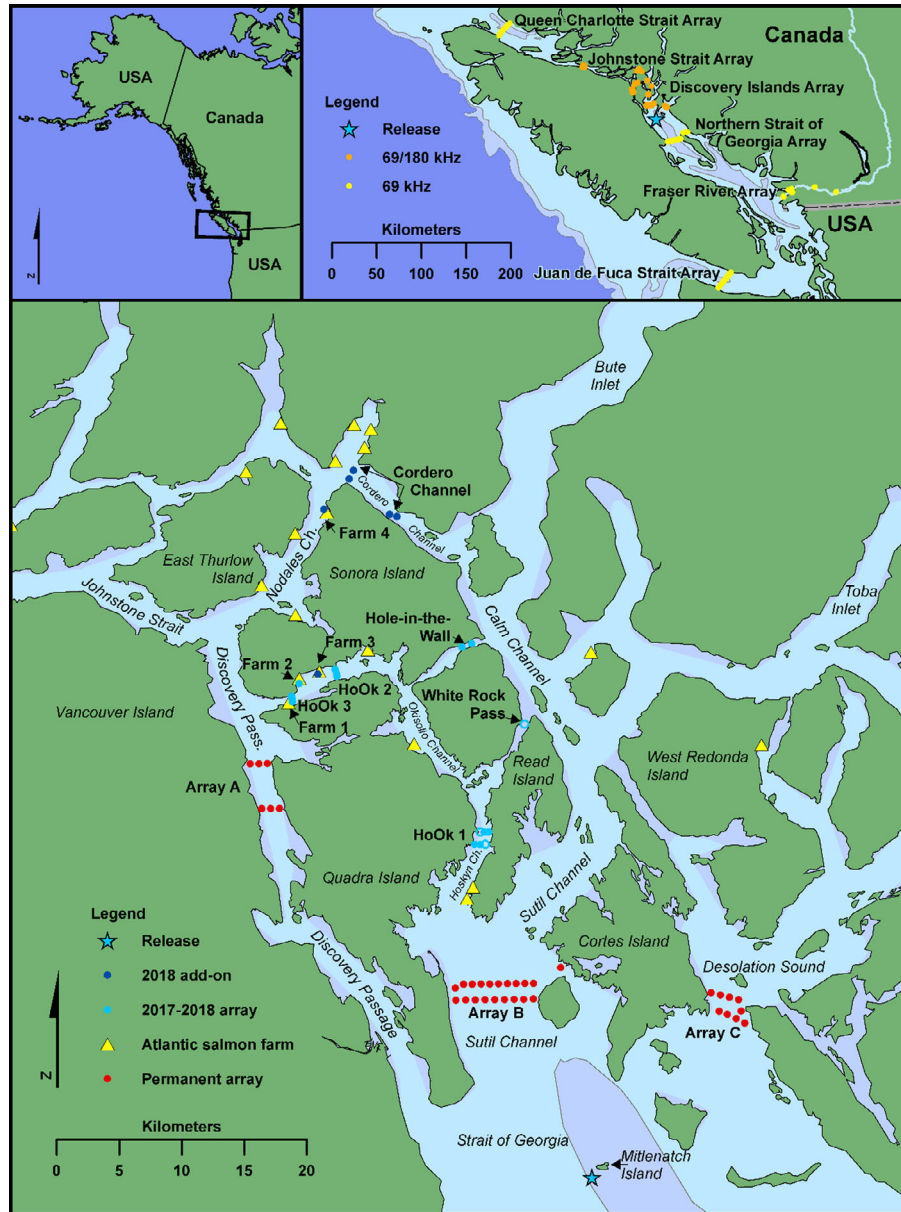 USA
Canada
USA
z
Queen Charlotte Strait Array
Canada
Johnstone Strait Array
Discovery Islands Array
Legend
Release
69/180 kHz
69 kHz
Northern Strait of
Georgia Array
Fraser River Array
USA
Kilometers
0 50 100 150 200
Juan de Fuca Strait Array
Bute
Inlet
Cordero
Channel
Cordero
Channel
Farm 4
Nodales Ch.
East Thurlow
Island
Sonora Island
Johnstone Strait
Toba
Inlet
Hole-in-the-
Wall
Calm Channel
Farm 3
Farm 2
HoOk 2
HoOk 3
Farm 1
White Rock
Pass
Discovery Pass.
Vancouver Island
Okisollo Channel
Read
Island
West Redonda
Island
Array A
HoOk 1
Hoskyn Ch.
Quadra Island
Sutil Channel
Cortes Island
Desolation Sound
Legend
Release
2018 add-on
2017-2018 array
Atlantic salmon farm
Permanent array
Discovery Passage
Array B
Sutil Channel
Array C
z
Kilometers
0 5 10 15 20
Strait of Georgia
Mitlenatch
Island